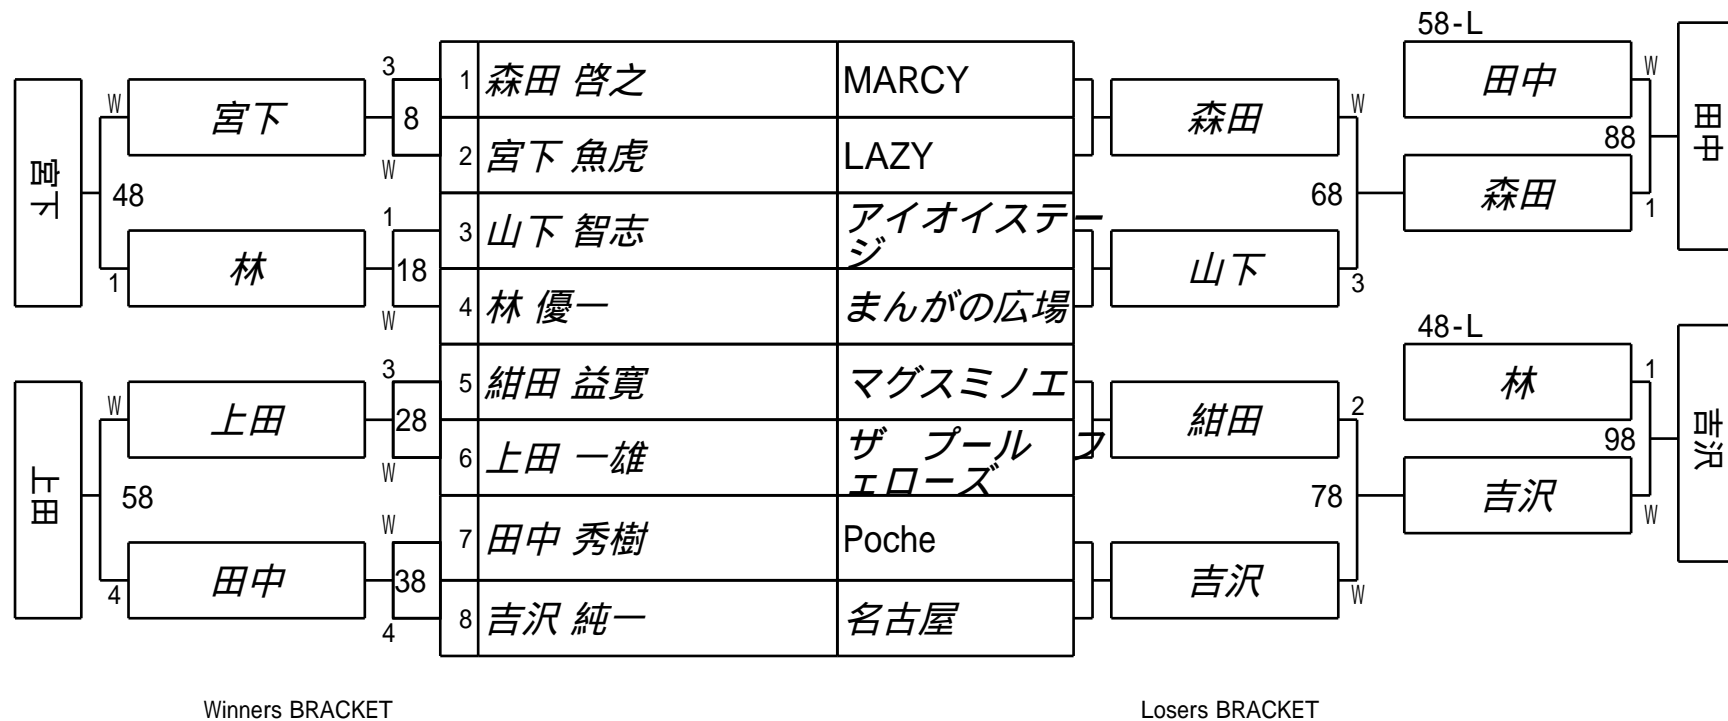 58-L
3
1 森田 啓之 MARCY
W 宮下 8 森田 W 田中 W
2 宮下 魚虎 LAZY
W
88
田中
宮下
48
68
森田 1
1
3 山下 智志 アイオイステー
ジ
1 林 18 山下 3
4 林 優一 まんがの広場
W
48-L
3
5 紺田 益寛 マグスミノエ
W 上田 28 紺田 2 林 1
6 上田 一雄 ザ プール フ
ェローズ
W
98
吉沢
上田
58
78
吉沢 W
W
7 田中 秀樹 Poche
4 田中 38 吉沢 W
8 吉沢 純一 名古屋
4
Winners BRACKET
Losers BRACKET